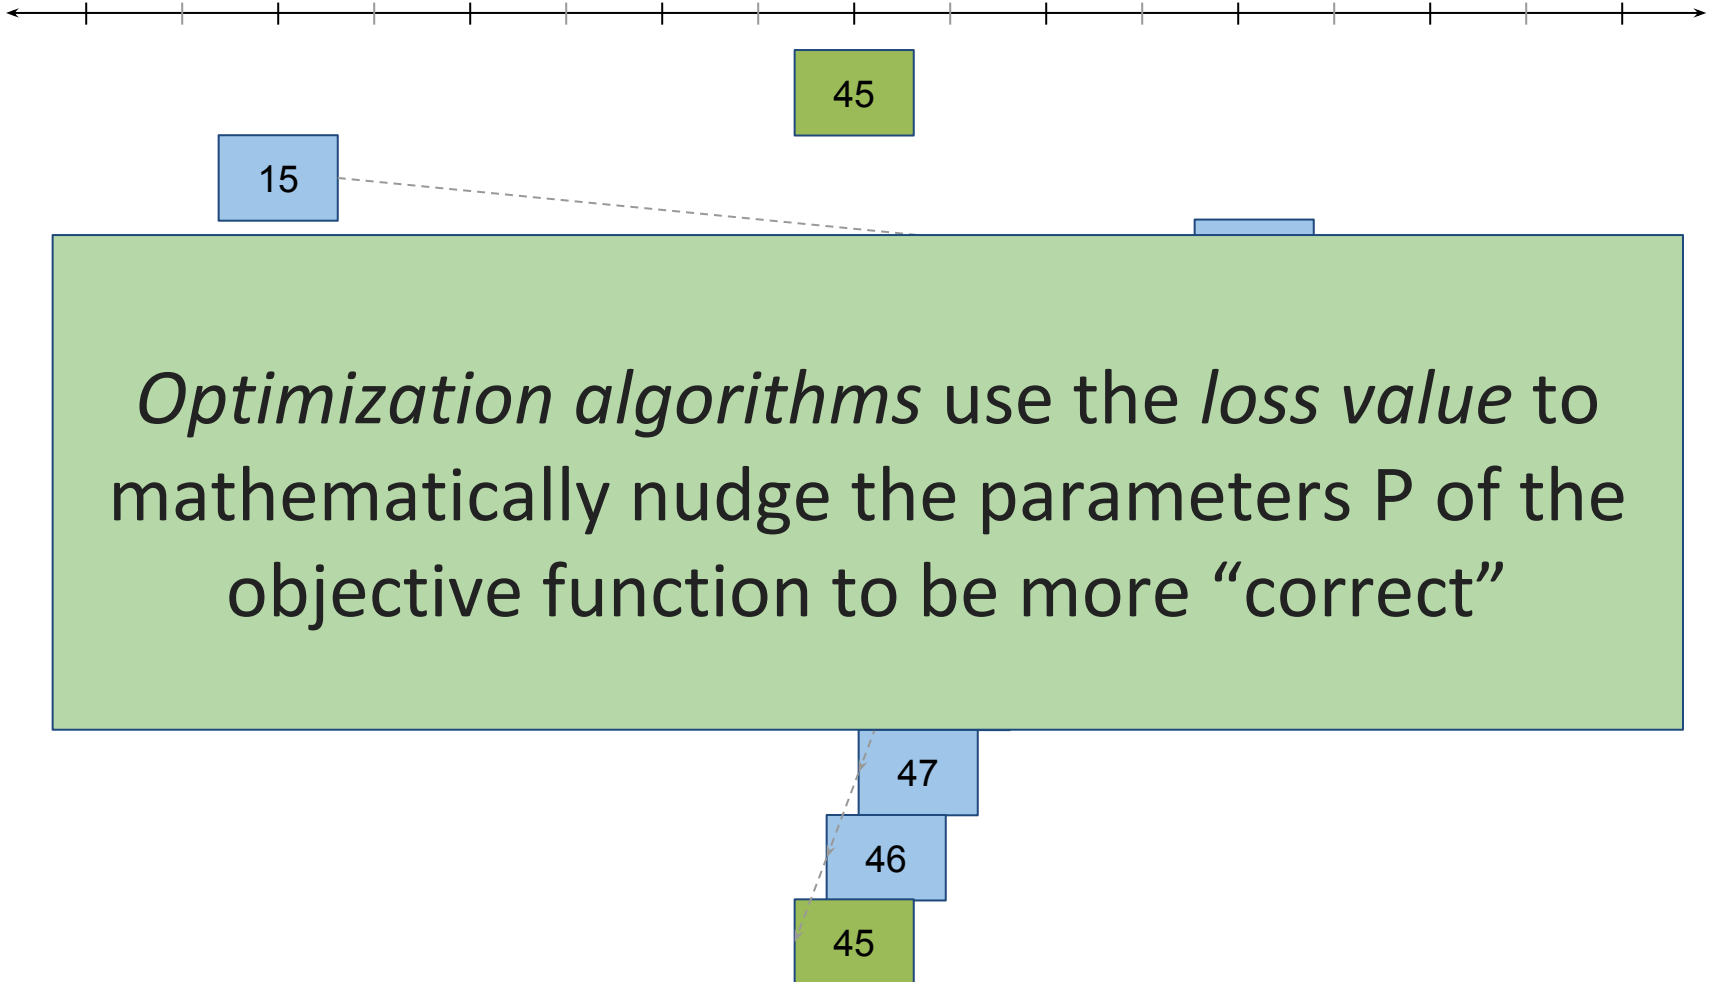 45
15
Optimization algorithms use the loss value to
mathematically nudge the parameters P of the
objective function to be more “correct”
47
46
45